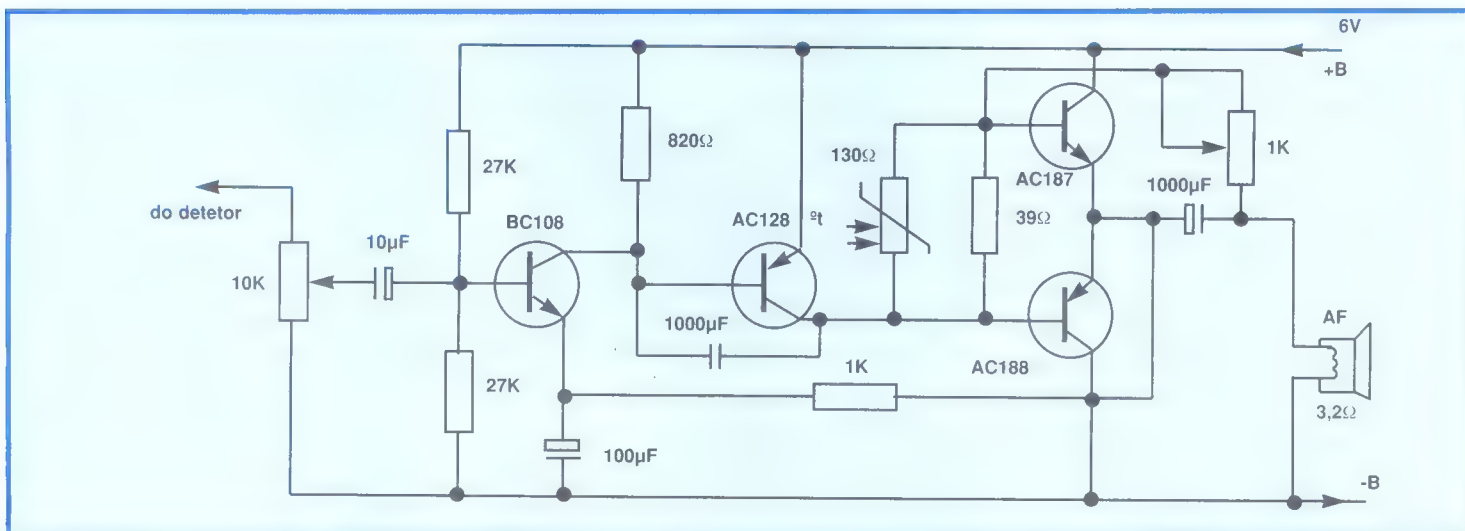 6V
+B
820Ω
130Ω
27K
1K
AC187
1000µF
do detetor
BC108
AC128
ºt
39Ω
10µF
10K
1000µF
AF
1K
AC188
27K
3,2Ω
100µF
-B